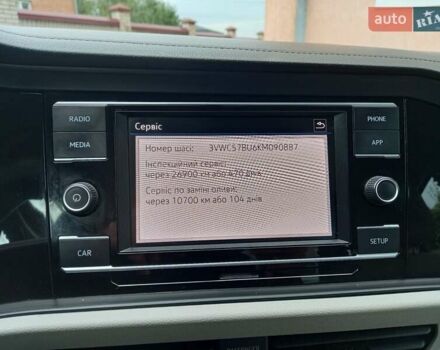 auto RIA
RADIO
MEDIA
CAR
PHONE
APP
SETUP
Сервіс
Номер шасі: 3VWC57BU6KM090887
Інспекційний сервіс:
через 26900 км або 470 днів
Сервіс по заміні оливи:
через 10700 км або 104 днів